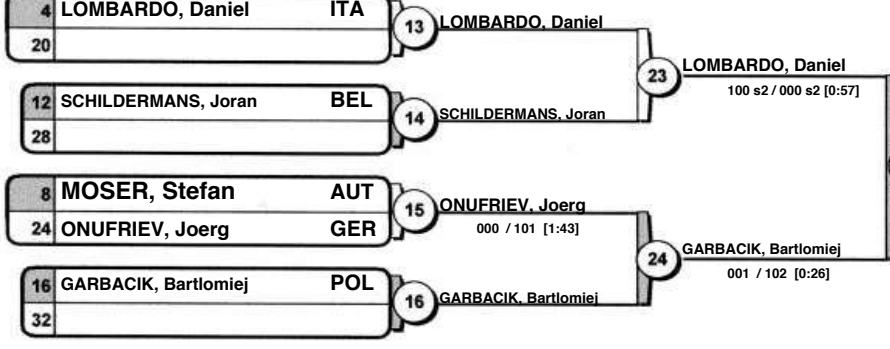 4 LOMBARDO, Daniel ITA
20
13 LOMBARDO, Daniel
12 SCHILDERMANS, Joran BEL
28
14 SCHILDERMANS, Joran
23 LOMBARDO, Daniel
100 s2 / 000 s2 [0:57]
8 MOSER, Stefan AUT
24 ONUFRIEV, Joerg GER
15 ONUFRIEV, Joerg
000 / 101 [1:43]
16 GARBACIK, Bartlomiej POL
32
16 GARBACIK, Bartlomiej
24 GARBACIK, Bartlomiej
001 / 102 [0:26]